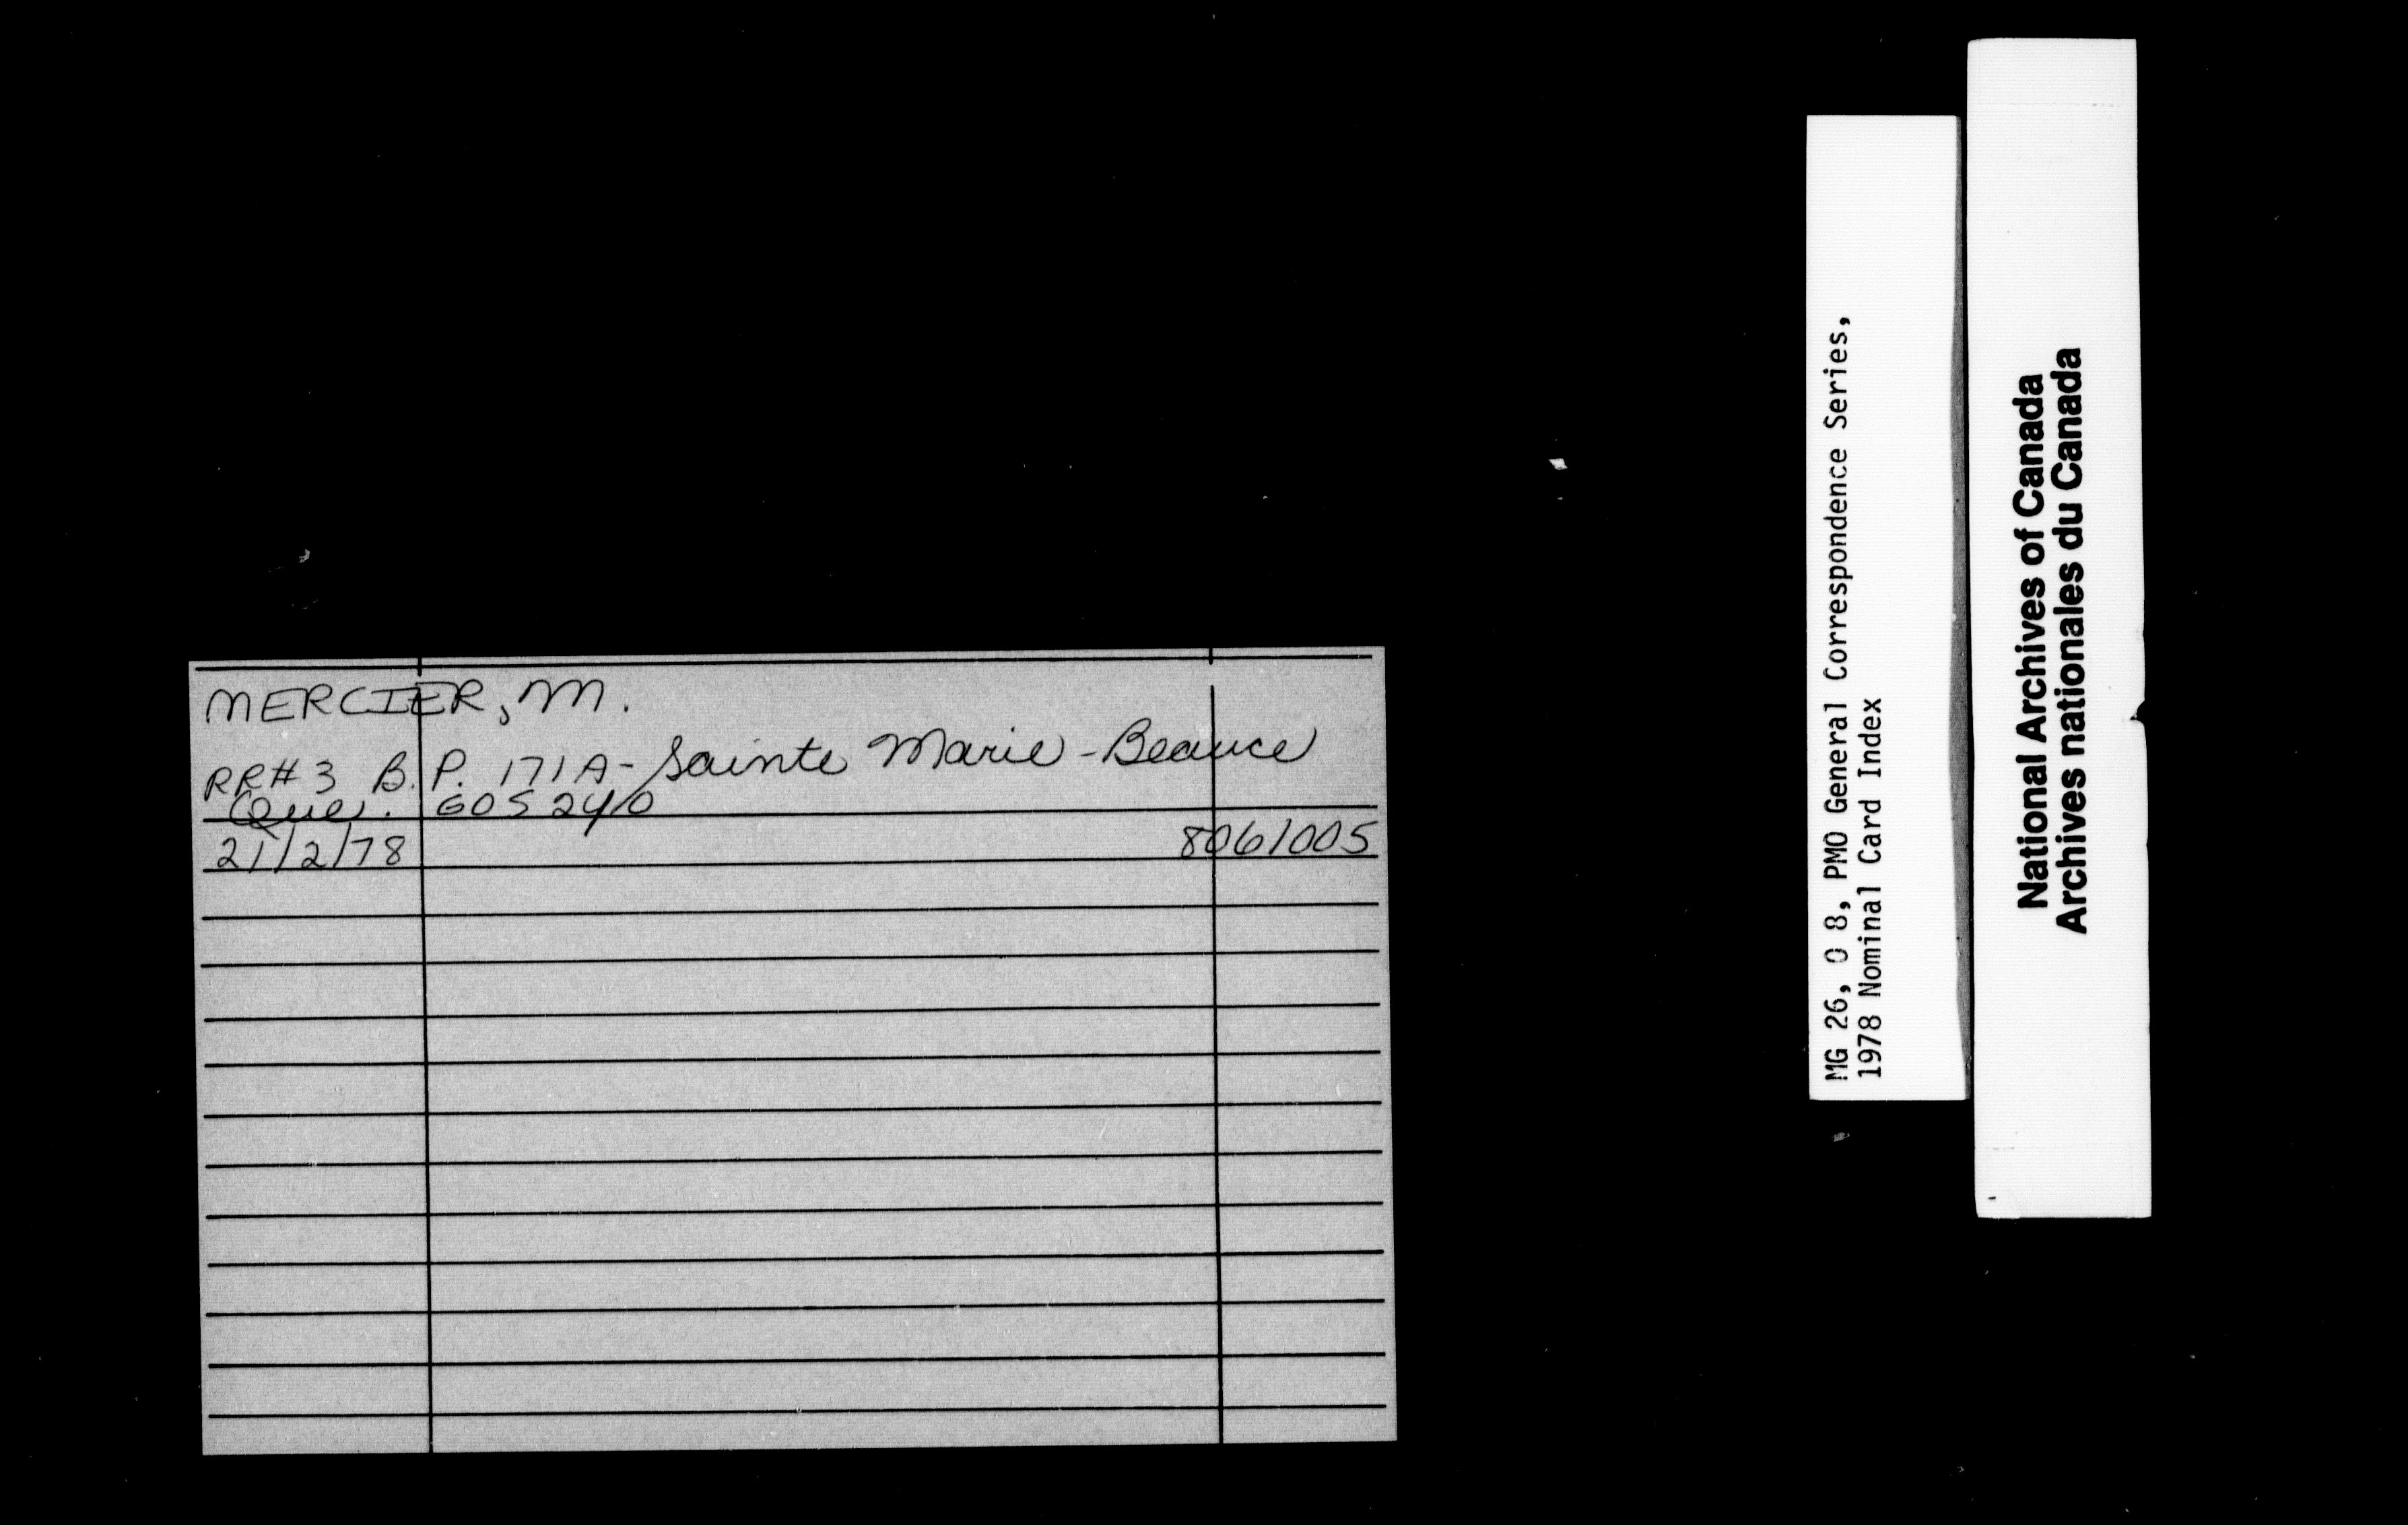 MERCIER, M.
RR# 3 B.P. 171A - Sainte Marie - Beauce
Que. G0S 2Y0
21/2/78 8061005
MG 26, O 8, PMO General Correspondence Series,
1978 Nominal Card Index
National Archives of Canada
Archives nationales du Canada